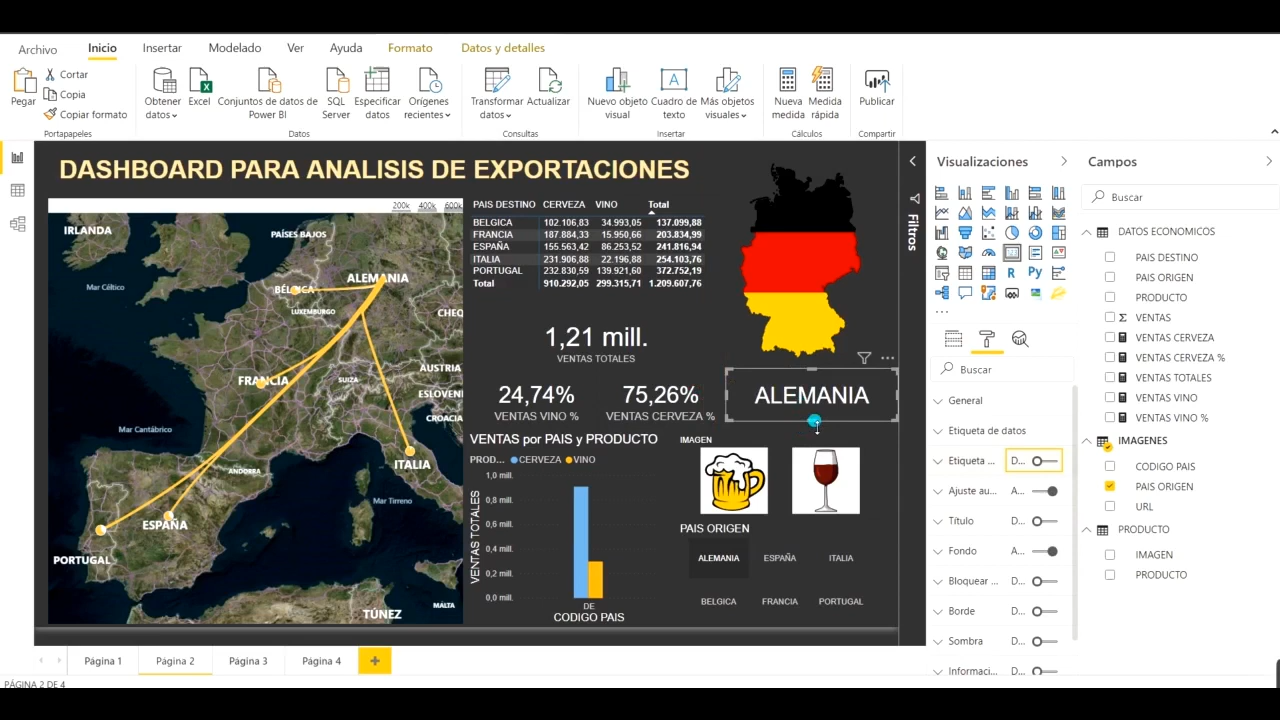 Archivo Inicio Insertar Modelado Ver Ayuda Formato Datos y detalles
Pegar
Cortar
Copia
Copiar formato
Portapapeles
Obtener datos
Excel
Conjuntos de datos de Power BI
SQL Server
Especificar datos
Orígenes recientes
Datos
Transformar datos
Actualizar
Consultas
Nuevo objeto visual
Cuadro de texto
Más objetos visuales
Insertar
Nueva medida
Medida rápida
Cálculos
Publicar
Compartir
DASHBOARD PARA ANALISIS DE EXPORTACIONES
200k 400k 600k
IRLANDA
PAÍSES BAJOS
Mar Céltico
ALEMANIA
BÉLGICA
LUXEMBURGO
CHEQ
FRANCIA
SUIZA
AUSTRIA
ESLOVEN
CROACIA
Mar Cantábrico
ITALIA
ANDORRA
Mar Tirreno
ESPAÑA
PORTUGAL
MALTA
TÚNEZ
PAIS DESTINO CERVEZA VINO Total
BELGICA 102.106,83 34.993,05 137.099,88
FRANCIA 187.884,33 15.950,66 203.834,99
ESPAÑA 155.563,42 86.253,52 241.816,94
ITALIA 231.906,88 22.196,88 254.103,76
PORTUGAL 232.830,59 139.921,60 372.752,19
Total 910.292,05 299.315,71 1.209.607,76
1,21 mill.
VENTAS TOTALES
24,74%
VENTAS VINO %
75,26%
VENTAS CERVEZA %
ALEMANIA
VENTAS por PAIS y PRODUCTO
PROD... CERVEZA VINO
VENTAS TOTALES
1,0 mill.
0,8 mill.
0,6 mill.
0,4 mill.
0,2 mill.
0,0 mill.
DE
CODIGO PAIS
IMAGEN
PAIS ORIGEN
ALEMANIA ESPAÑA ITALIA
BELGICA FRANCIA PORTUGAL
Filtros
Visualizaciones
R Py
...
Buscar
General
Etiqueta de datos
Etiqueta ... D...
Ajuste au... A...
Título D...
Fondo A...
Bloquear ... D...
Borde D...
Sombra D...
Informaci... D...
Campos
Buscar
DATOS ECONOMICOS
PAIS DESTINO
PAIS ORIGEN
PRODUCTO
VENTAS
VENTAS CERVEZA
VENTAS CERVEZA %
VENTAS TOTALES
VENTAS VINO
VENTAS VINO %
IMAGENES
CODIGO PAIS
PAIS ORIGEN
URL
PRODUCTO
IMAGEN
PRODUCTO
Página 1 Página 2 Página 3 Página 4 +
PÁGINA 2 DE 4